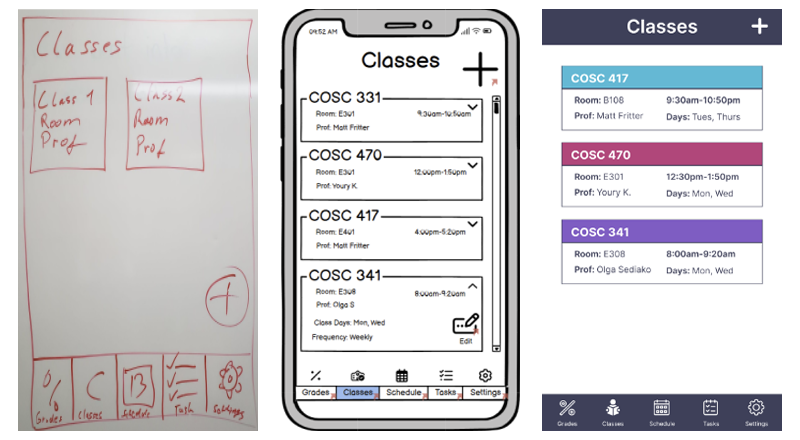 Classes
Class 1
Room
Prof
Class 2
Room
Prof
+
%
Grades
C
Classes
13
Schedule
Task
Settings
09:52 AM
Classes
COSC 331
Room: E301
9:30am-10:50am
Prof: Matt Fritter
COSC 470
Room: E301
12:00pm-1:50pm
Prof: Youry K.
COSC 417
Room: E401
4:00pm-5:20pm
Prof: Matt Fritter
COSC 341
Room: E308
8:00am-9:20am
Prof: Olga S
Class Days: Mon, Wed
Frequency: Weekly
Edit
Grades
Classes
Schedule
Tasks
Settings
Classes
COSC 417
Room: B108 9:30am-10:50pm
Prof: Matt Fritter Days: Tues, Thurs
COSC 470
Room: E301 12:30pm-1:50pm
Prof: Youry K. Days: Mon, Wed
COSC 341
Room: E308 8:00am-9:20am
Prof: Olga Sediako Days: Mon, Wed
Grades
Classes
Schedule
Tasks
Settings